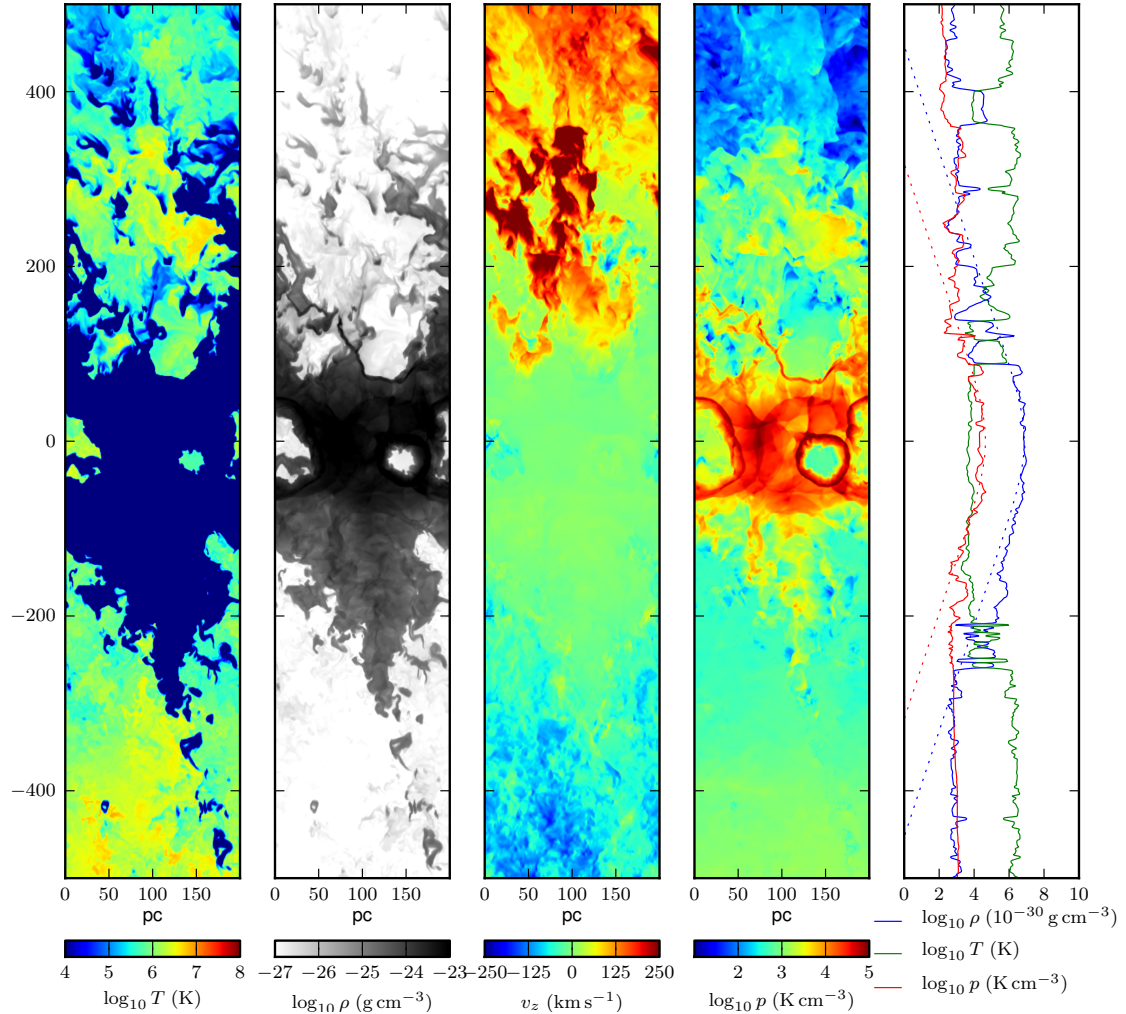 400
200
0
−200
−400
0 50 100 150
pc
0 50 100 150
pc
0 50 100 150
pc
0 50 100 150
pc
0 2 4 6 8 10
log₁₀ ρ (10⁻³⁰ g cm⁻³)
log₁₀ T (K)
log₁₀ p (K cm⁻³)
4 5 6 7 8
log₁₀ T (K)
−27 −26 −25 −24 −23
log₁₀ ρ (g cm⁻³)
−250 −125 0 125 250
v_z (km s⁻¹)
2 3 4 5
log₁₀ p (K cm⁻³)